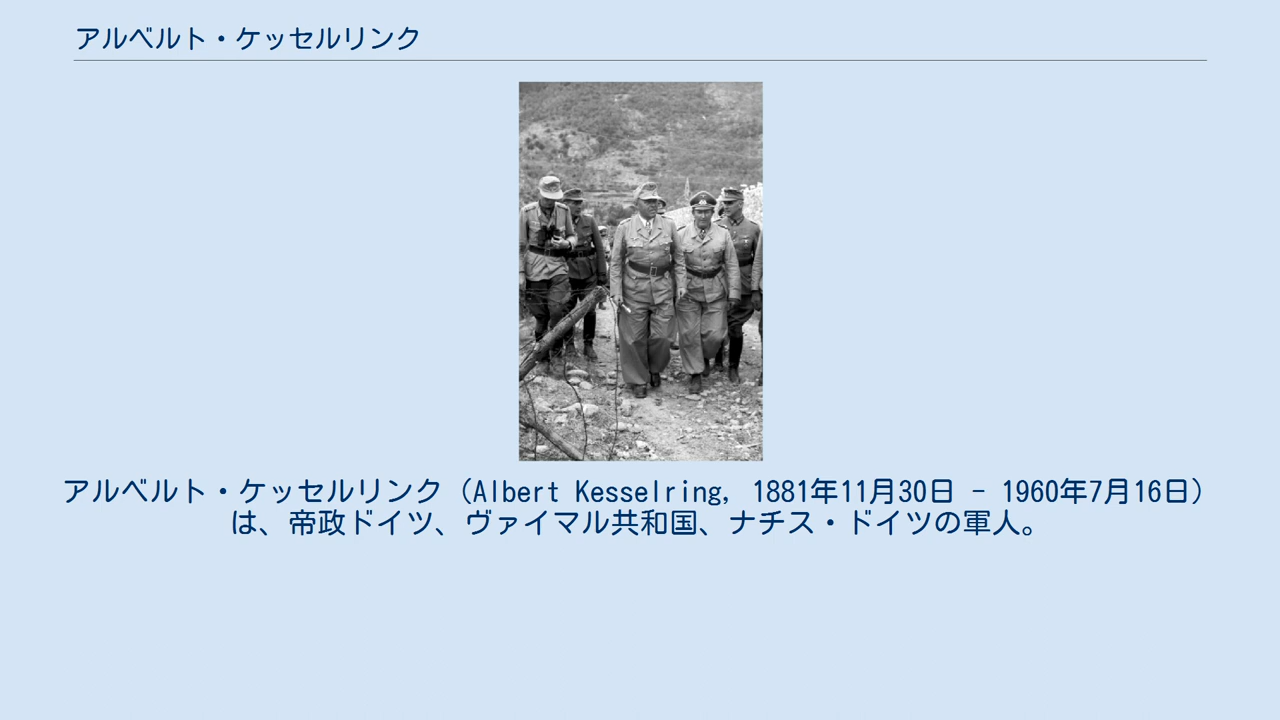 アルベルト・ケッセルリンク
アルベルト・ケッセルリンク（Albert Kesselring, 1881年11月30日 - 1960年7月16日）
は、帝政ドイツ、ヴァイマル共和国、ナチス・ドイツの軍人。